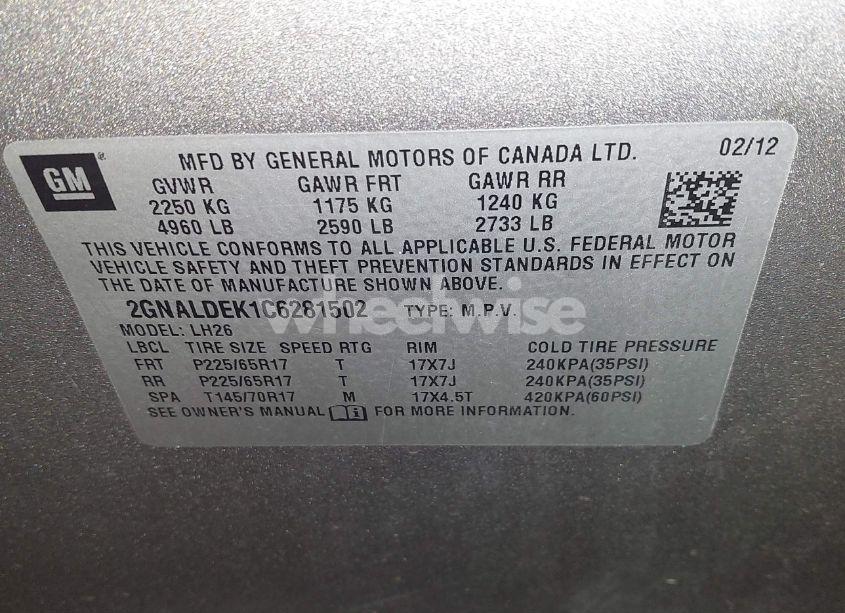 GM
MFD BY GENERAL MOTORS OF CANADA LTD. 02/12
GVWR GAWR FRT GAWR RR
2250 KG 1175 KG 1240 KG
4960 LB 2590 LB 2733 LB
THIS VEHICLE CONFORMS TO ALL APPLICABLE U.S. FEDERAL MOTOR
VEHICLE SAFETY AND THEFT PREVENTION STANDARDS IN EFFECT ON
THE DATE OF MANUFACTURE SHOWN ABOVE.
2GNALDEK1C6281502 TYPE: M.P.V.
wheelwise
MODEL: LH26
LBCL TIRE SIZE SPEED RTG RIM COLD TIRE PRESSURE
FRT P225/65R17 T 17X7J 240KPA(35PSI)
RR P225/65R17 T 17X7J 240KPA(35PSI)
SPA T145/70R17 M 17X4.5T 420KPA(60PSI)
SEE OWNER'S MANUAL FOR MORE INFORMATION.